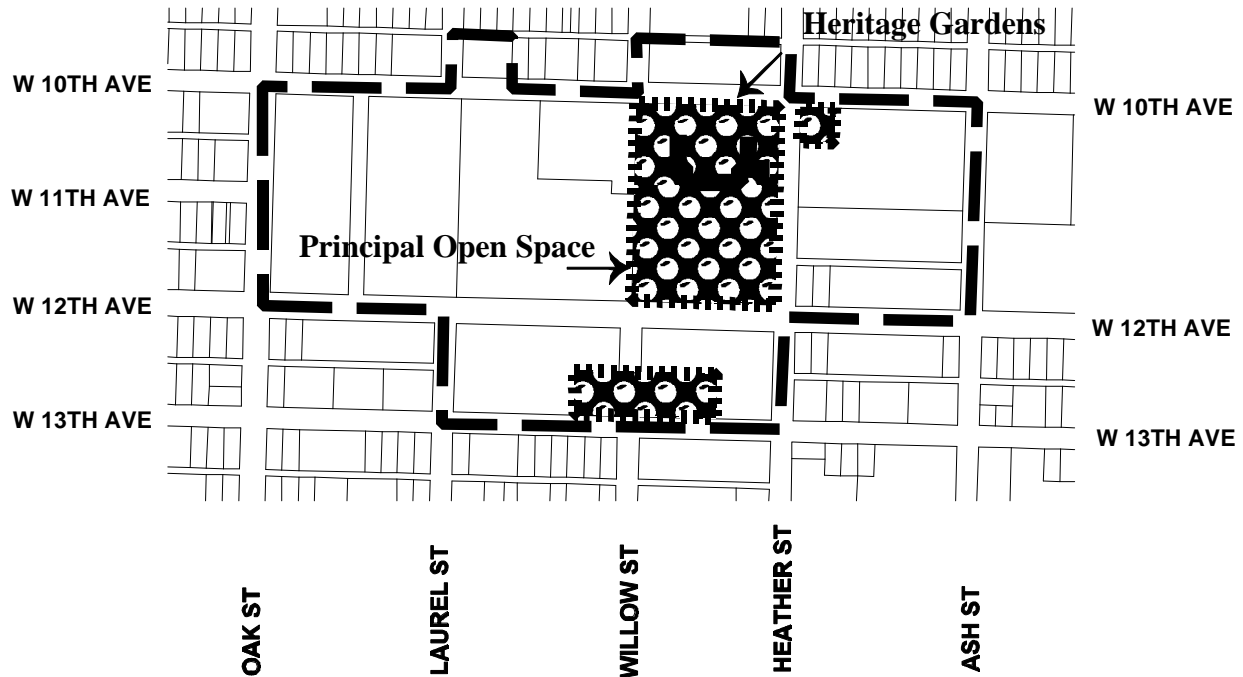 Heritage Gardens
W 10TH AVE
W 10TH AVE
W 11TH AVE
Principal Open Space
W 12TH AVE
W 12TH AVE
W 13TH AVE
W 13TH AVE
OAK ST
LAUREL ST
WILLOW ST
HEATHER ST
ASH ST